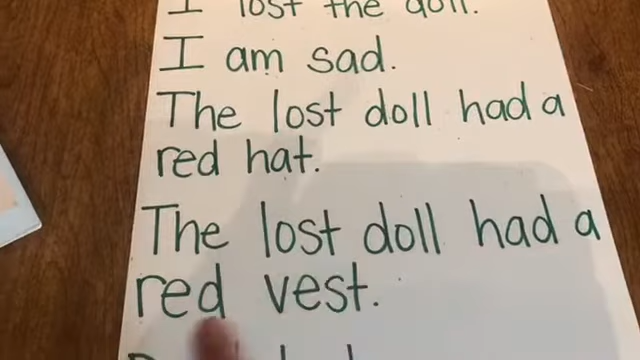 I lost the doll.
I am sad.
The lost doll had a
red hat.
The lost doll had a
red vest.